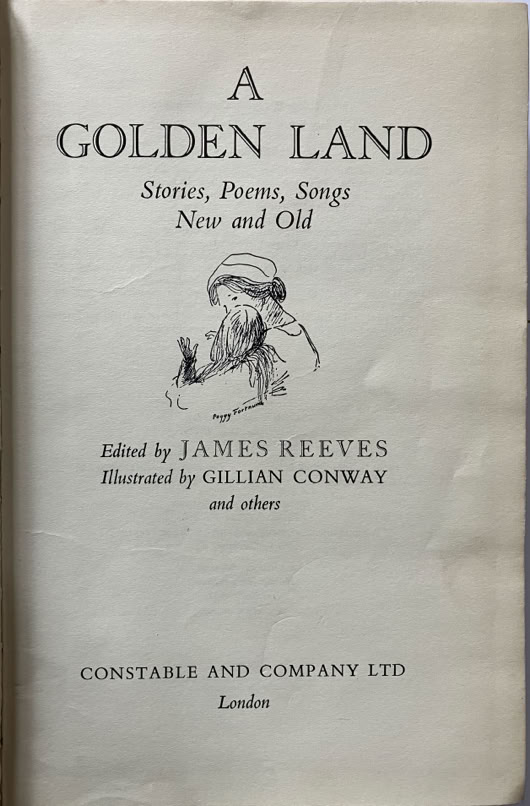 A
GOLDEN LAND
Stories, Poems, Songs
New and Old
Peggy Fortnum
Edited by JAMES REEVES
Illustrated by GILLIAN CONWAY
and others
CONSTABLE AND COMPANY LTD
London